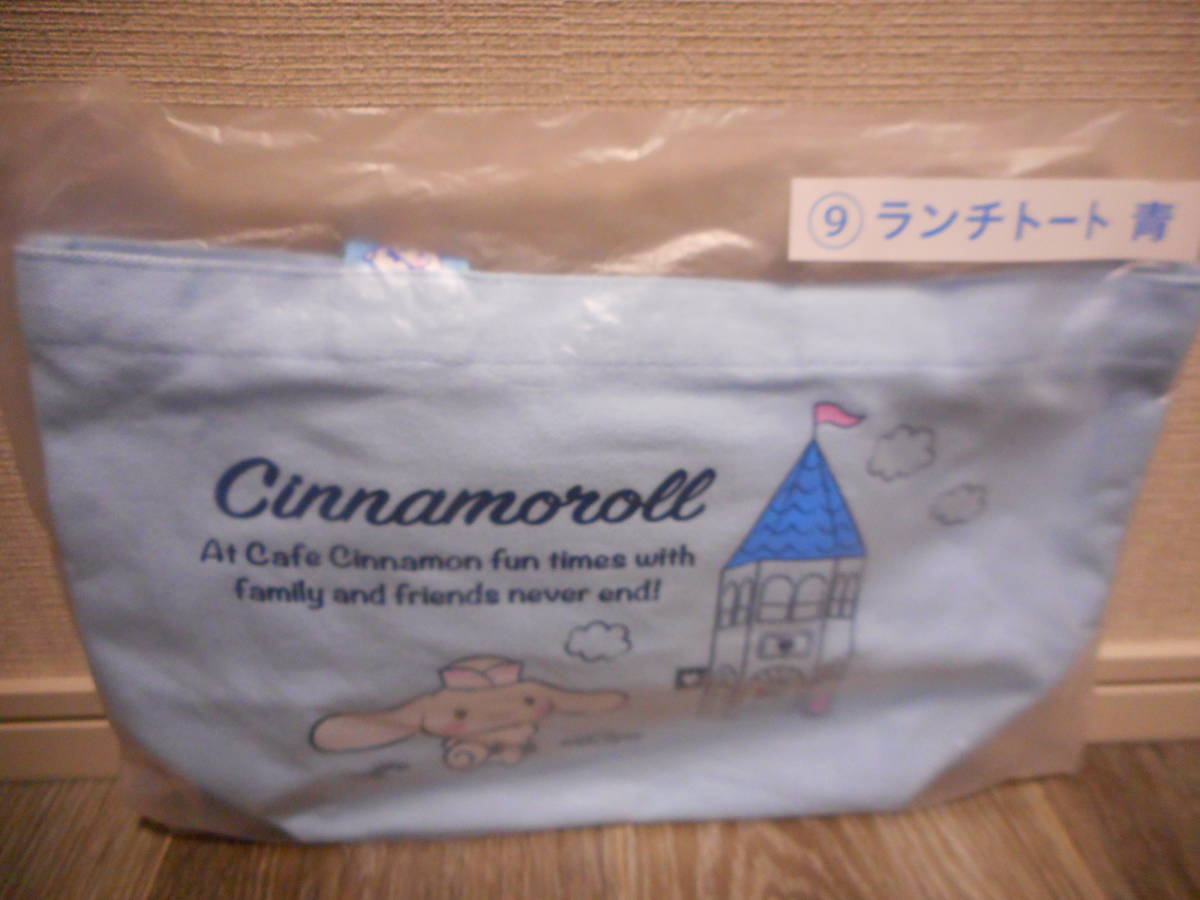 ⑨ ランチトート 青
Cinnamoroll
At Cafe Cinnamon fun times with
family and friends never end!